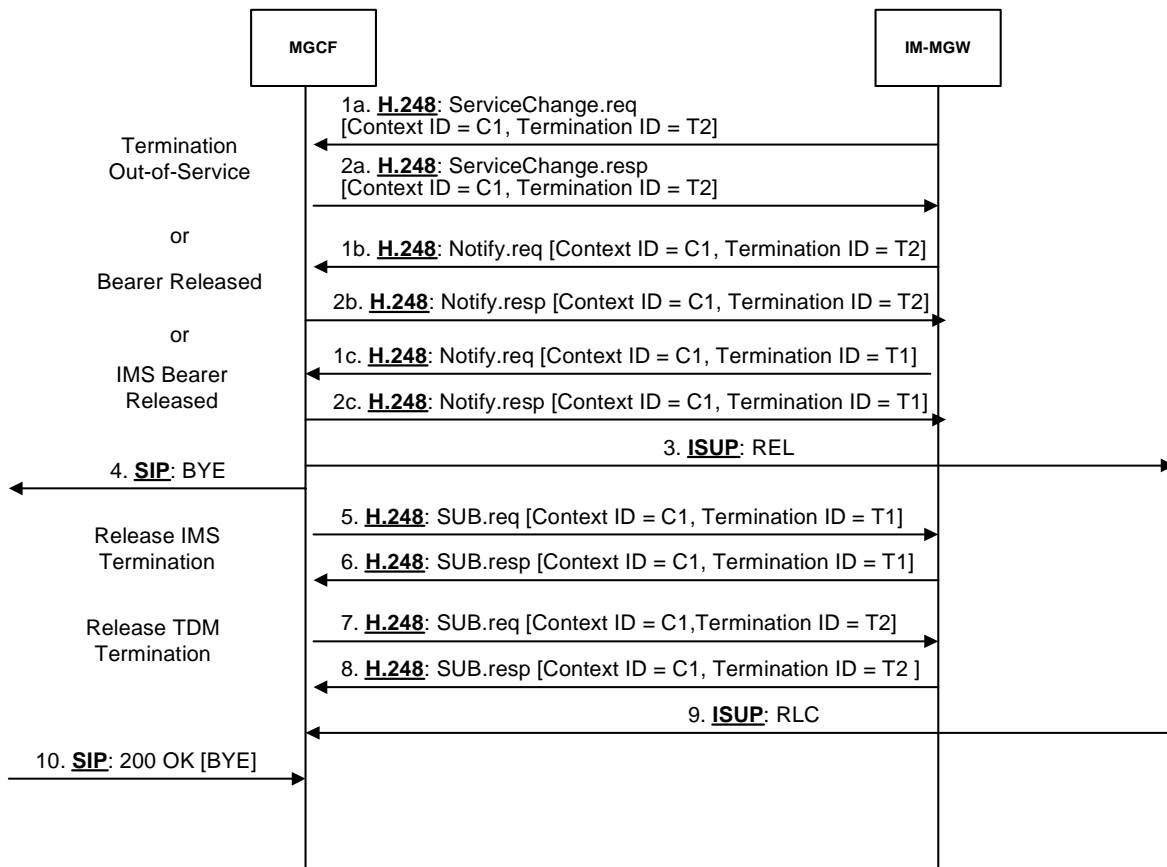 MGCF
IM-MGW
1a. H.248: ServiceChange.req
[Context ID = C1, Termination ID = T2]
Termination
Out-of-Service
2a. H.248: ServiceChange.resp
[Context ID = C1, Termination ID = T2]
or
1b. H.248: Notify.req [Context ID = C1, Termination ID = T2]
Bearer Released
2b. H.248: Notify.resp [Context ID = C1, Termination ID = T2]
or
1c. H.248: Notify.req [Context ID = C1, Termination ID = T1]
IMS Bearer
Released
2c. H.248: Notify.resp [Context ID = C1, Termination ID = T1]
3. ISUP: REL
4. SIP: BYE
5. H.248: SUB.req [Context ID = C1, Termination ID = T1]
Release IMS
Termination
6. H.248: SUB.resp [Context ID = C1, Termination ID = T1]
7. H.248: SUB.req [Context ID = C1,Termination ID = T2]
Release TDM
Termination
8. H.248: SUB.resp [Context ID = C1, Termination ID = T2 ]
9. ISUP: RLC
10. SIP: 200 OK [BYE]